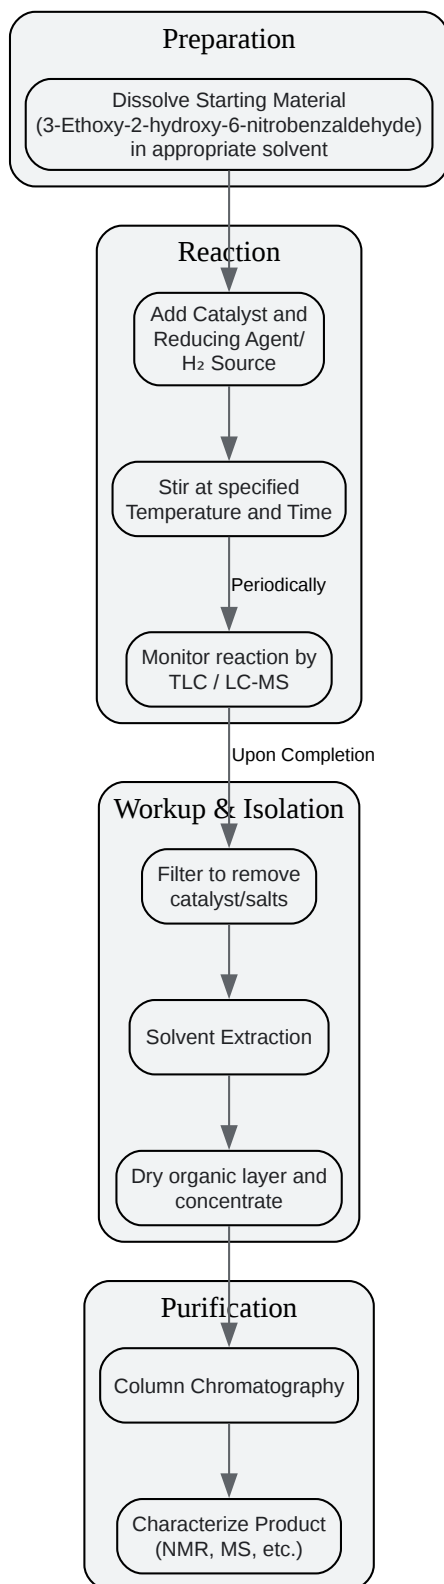 Preparation
Dissolve Starting Material
(3-Ethoxy-2-hydroxy-6-nitrobenzaldehyde)
in appropriate solvent
Reaction
Add Catalyst and
Reducing Agent/
H₂ Source
Stir at specified
Temperature and Time
Periodically
Monitor reaction by
TLC / LC-MS
Upon Completion
Workup & Isolation
Filter to remove
catalyst/salts
Solvent Extraction
Dry organic layer and
concentrate
Purification
Column Chromatography
Characterize Product
(NMR, MS, etc.)